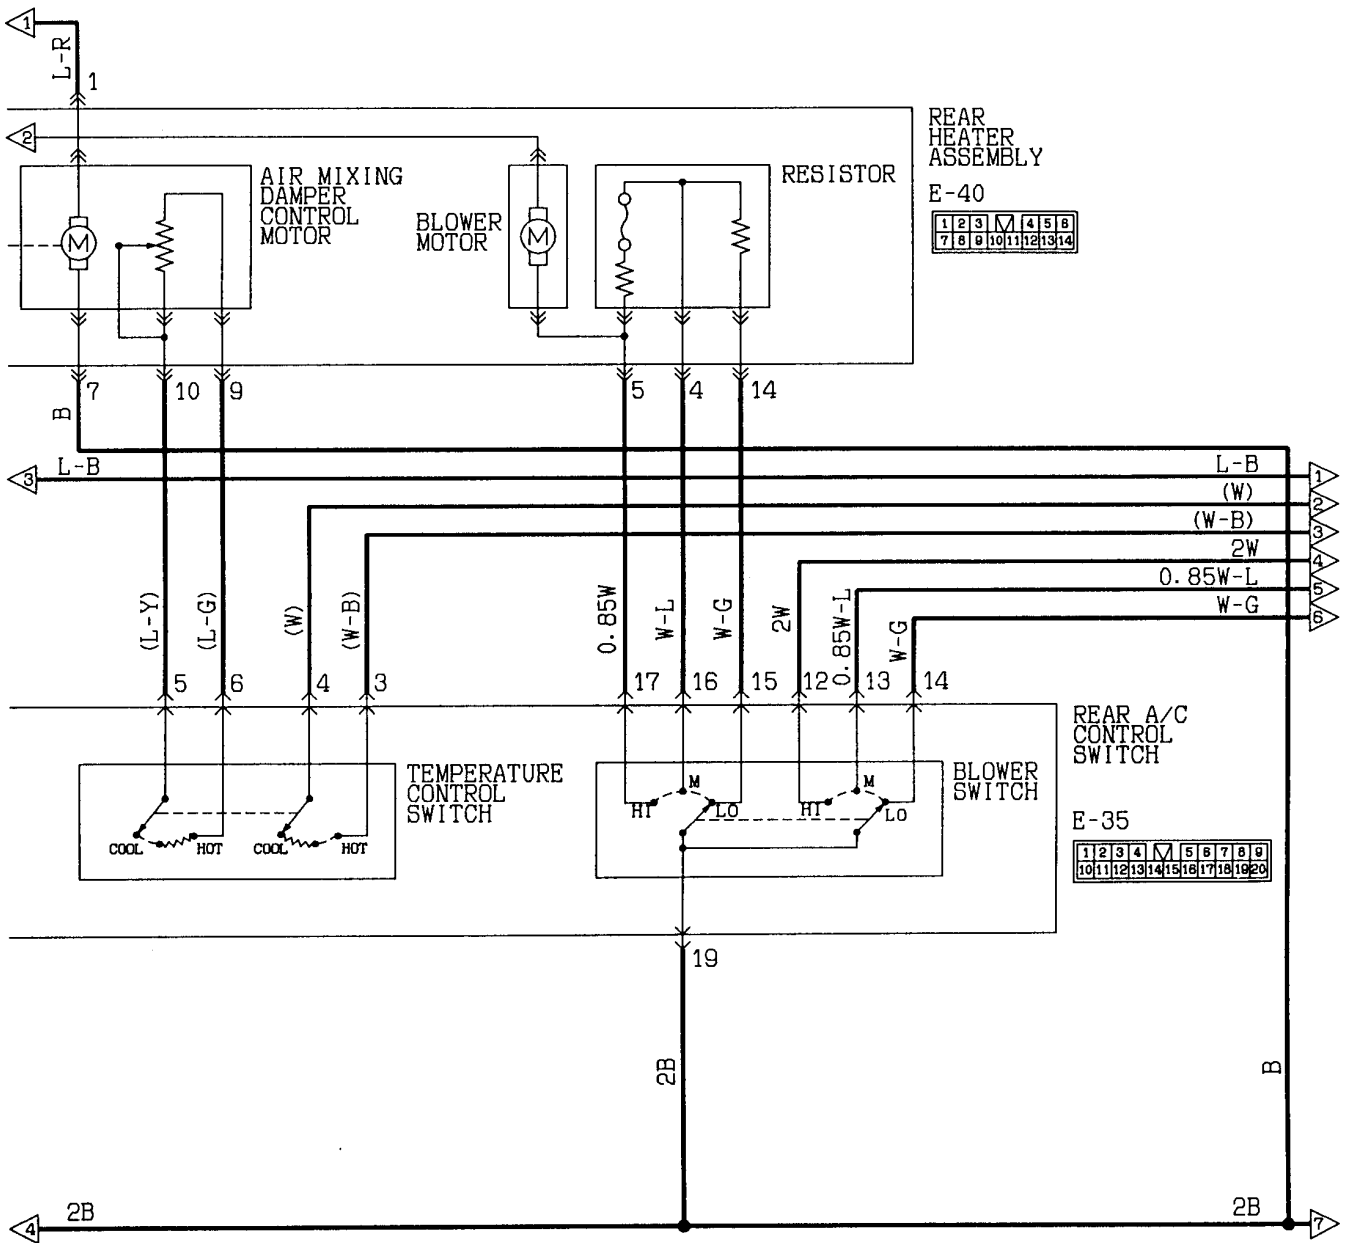 1
L-R
1
2
REAR
HEATER
ASSEMBLY
E-40
1 2 3 4 5 6
7 8 9 10 11 12 13 14
AIR MIXING
DAMPER
CONTROL
MOTOR
M
BLOWER
MOTOR
M
RESISTOR
7 10 9 5 4 14
B
3
L-B
L-B
1
(W)
2
(W-B)
3
2W
4
0.85W-L
5
W-G
6
(L-Y)
(L-G)
(W)
(W-B)
0.85W
W-L
W-G
2W
0.85W-L
W-G
5 6 4 3 17 16 15 12 13 14
REAR A/C
CONTROL
SWITCH
TEMPERATURE
CONTROL
SWITCH
COOL HOT COOL HOT
BLOWER
SWITCH
M M
HI LO HI LO
E-35
1 2 3 4 5 6 7 8 9
10 11 12 13 14 15 16 17 18 19 20
19
2B
B
4
2B
2B
7